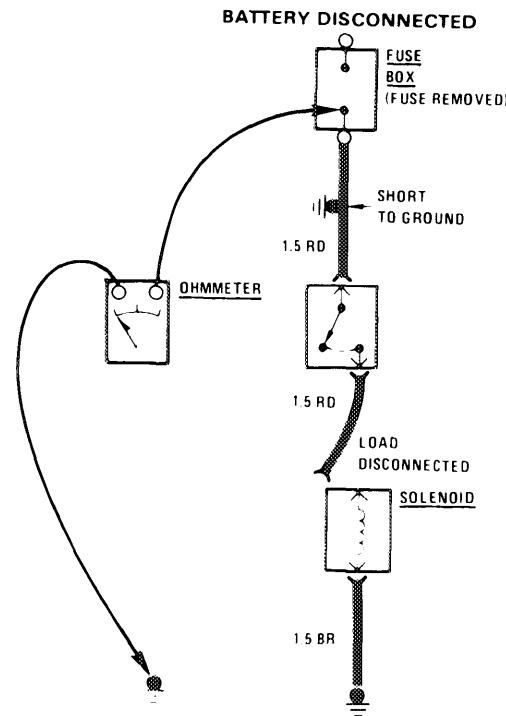 BATTERY DISCONNECTED
FUSE
BOX
(FUSE REMOVED)
SHORT
TO GROUND
1.5 RD
OHMMETER
1.5 RD
LOAD
DISCONNECTED
SOLENOID
1.5 BR